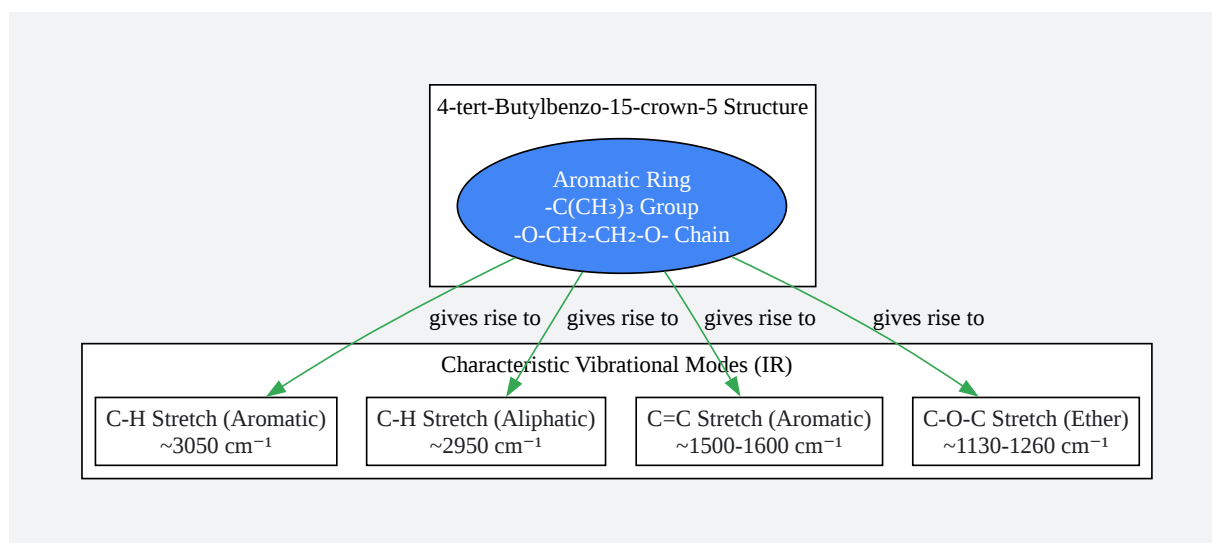 4-tert-Butylbenzo-15-crown-5 Structure
Aromatic Ring
-C(CH₃)₃ Group
-O-CH₂-CH₂-O- Chain
gives rise to
gives rise to
gives rise to
gives rise to
Characteristic Vibrational Modes (IR)
C-H Stretch (Aromatic)
~3050 cm⁻¹
C-H Stretch (Aliphatic)
~2950 cm⁻¹
C=C Stretch (Aromatic)
~1500-1600 cm⁻¹
C-O-C Stretch (Ether)
~1130-1260 cm⁻¹